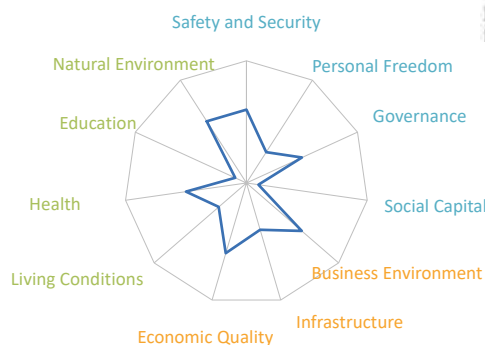 Safety and Security
Natural Environment
Personal Freedom
Education
Governance
Health
Social Capital
Living Conditions
Business Environment
Economic Quality
Infrastructure